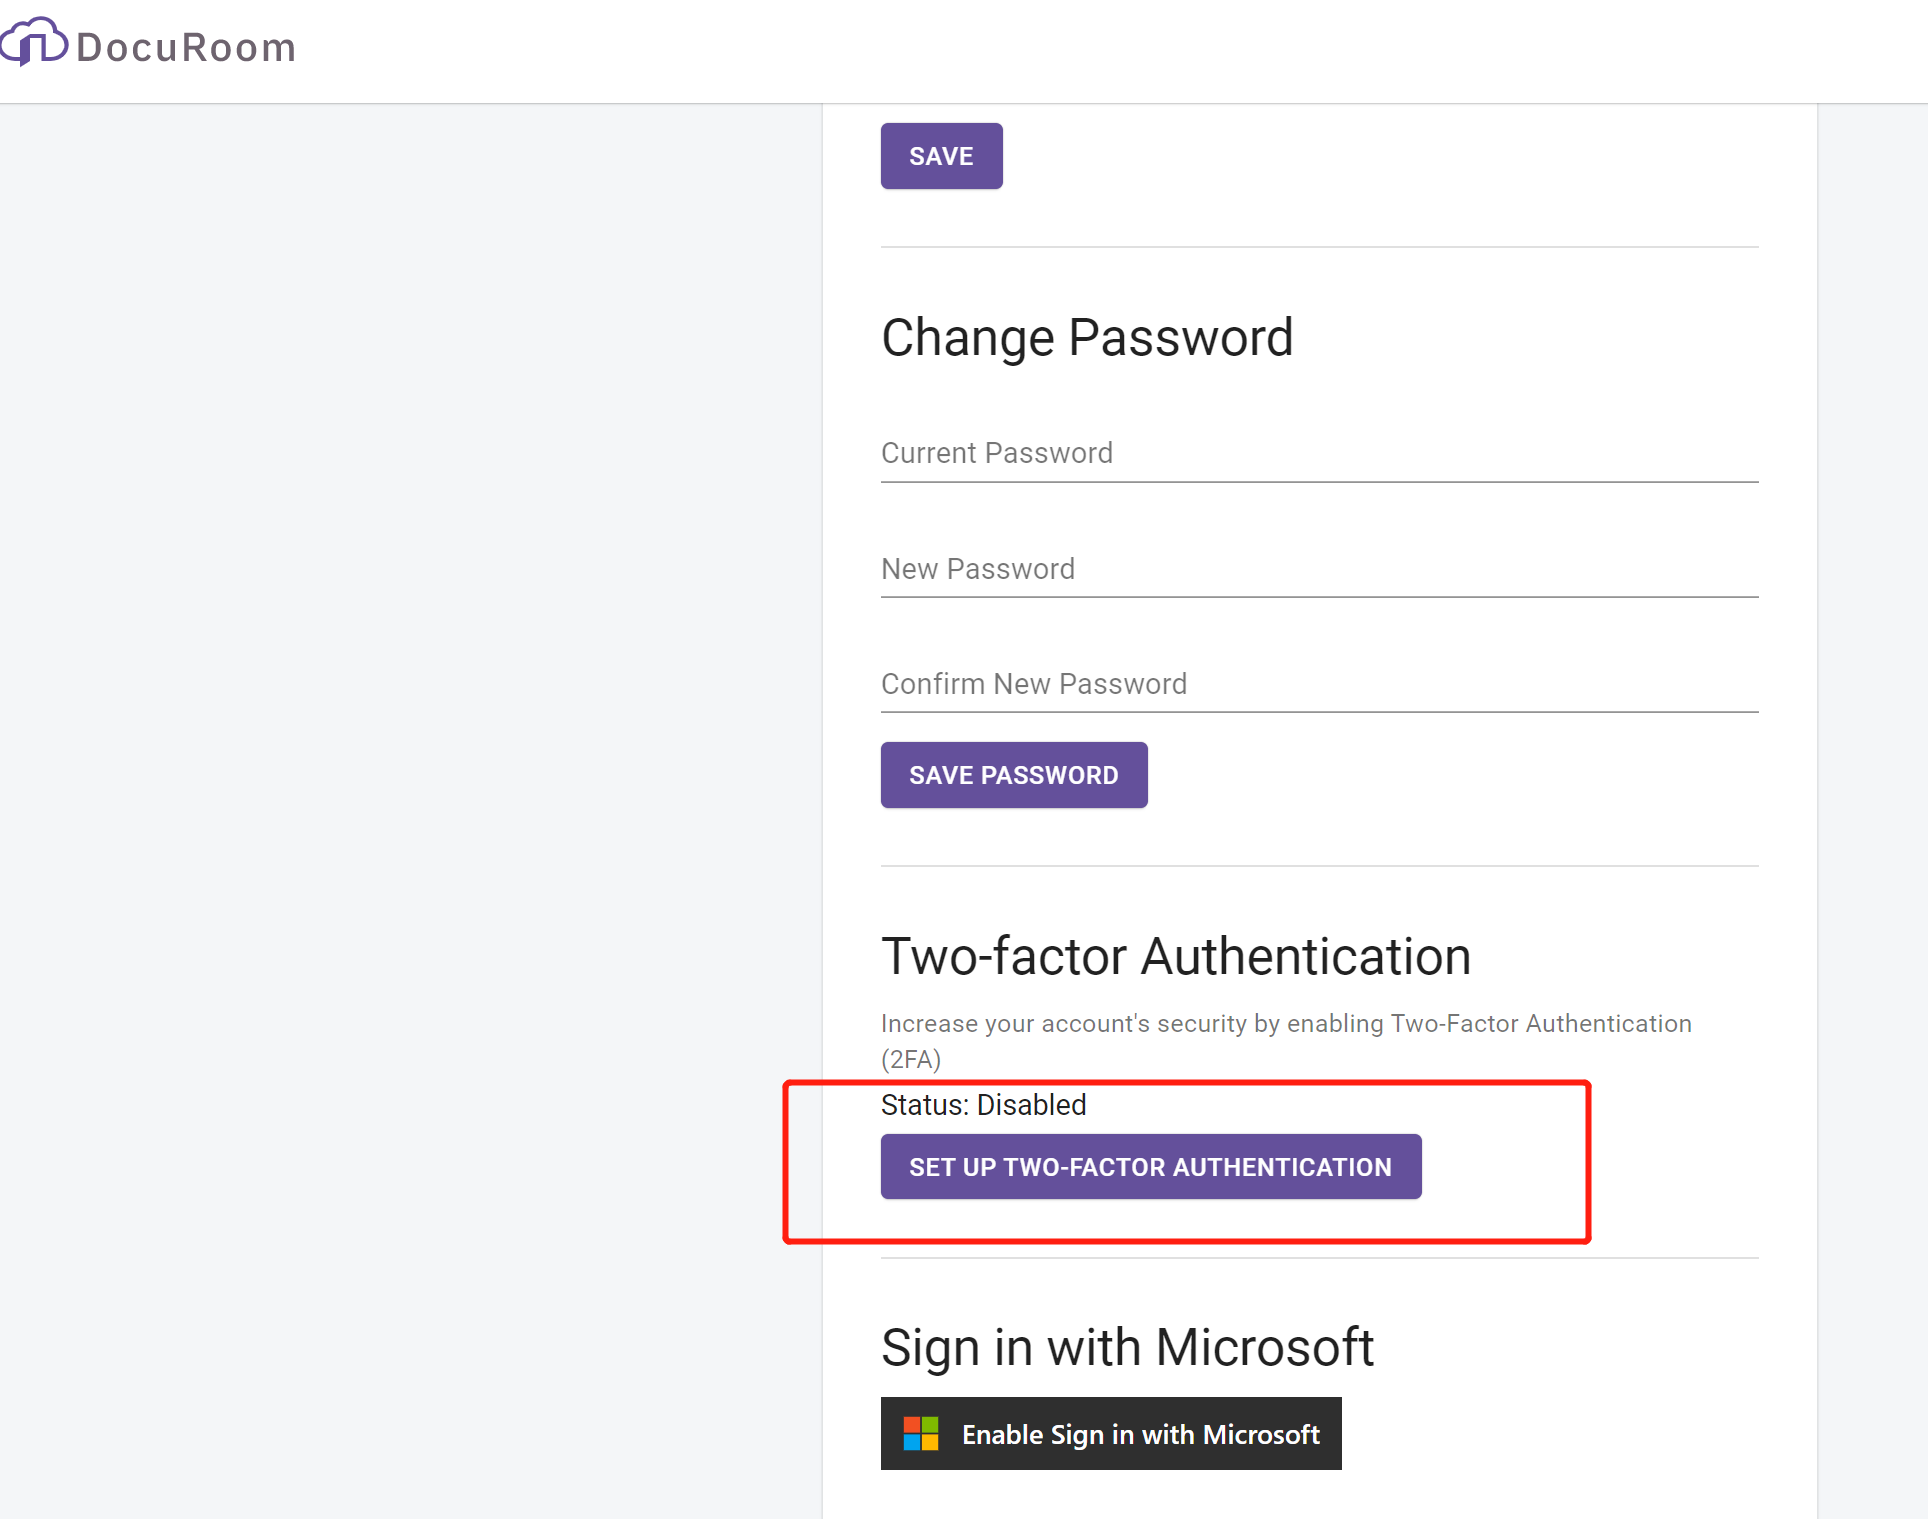 DocuRoom
SAVE
Change Password
Current Password
New Password
Confirm New Password
SAVE PASSWORD
Two-factor Authentication
Increase your account's security by enabling Two-Factor Authentication
(2FA)
Status: Disabled
SET UP TWO-FACTOR AUTHENTICATION
Sign in with Microsoft
Enable Sign in with Microsoft